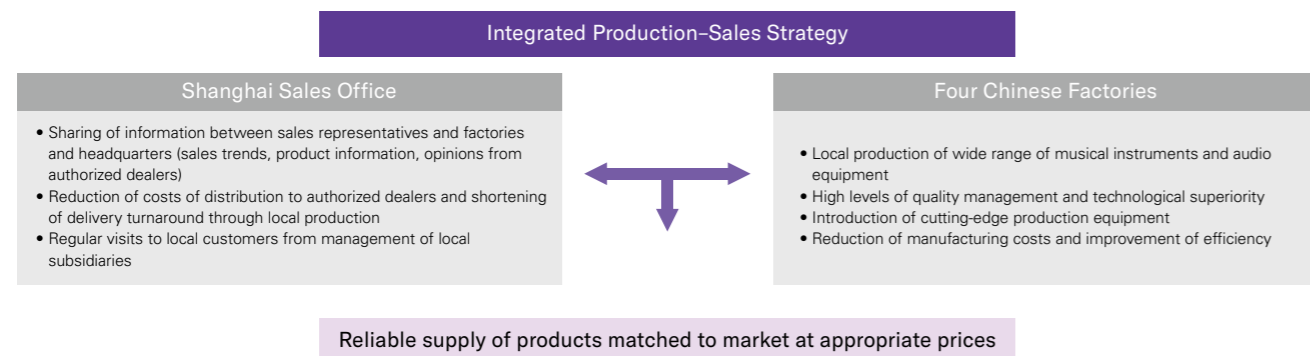 Integrated Production–Sales Strategy
Shanghai Sales Office
• Sharing of information between sales representatives and factories
and headquarters (sales trends, product information, opinions from
authorized dealers)
• Reduction of costs of distribution to authorized dealers and shortening
of delivery turnaround through local production
• Regular visits to local customers from management of local
subsidiaries
Four Chinese Factories
• Local production of wide range of musical instruments and audio
equipment
• High levels of quality management and technological superiority
• Introduction of cutting-edge production equipment
• Reduction of manufacturing costs and improvement of efficiency
Reliable supply of products matched to market at appropriate prices